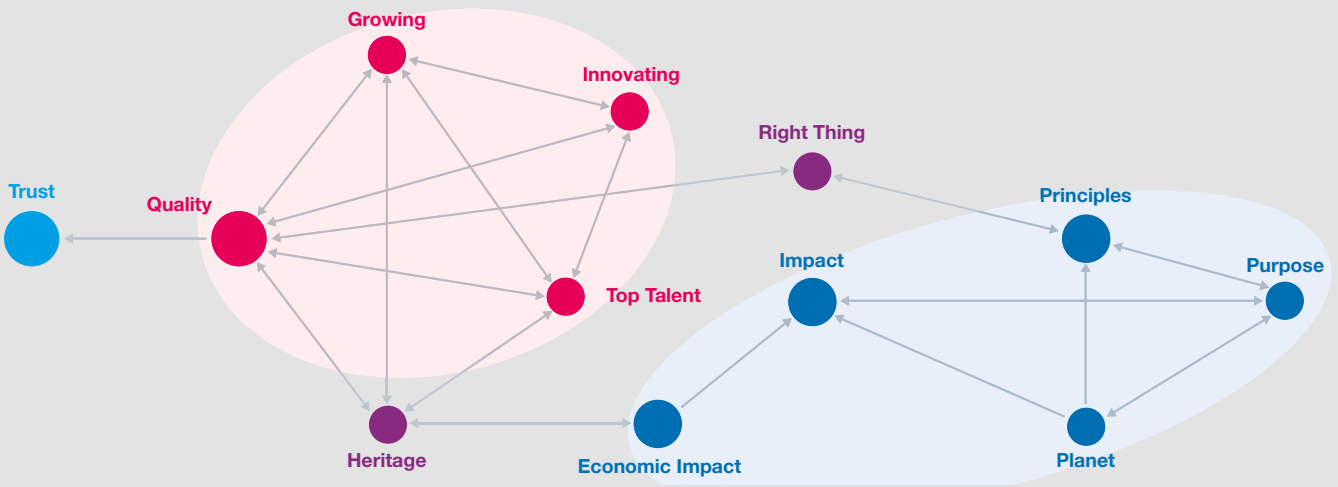 Growing
Innovating
Right Thing
Trust
Quality
Principles
Impact
Purpose
Top Talent
Heritage
Economic Impact
Planet